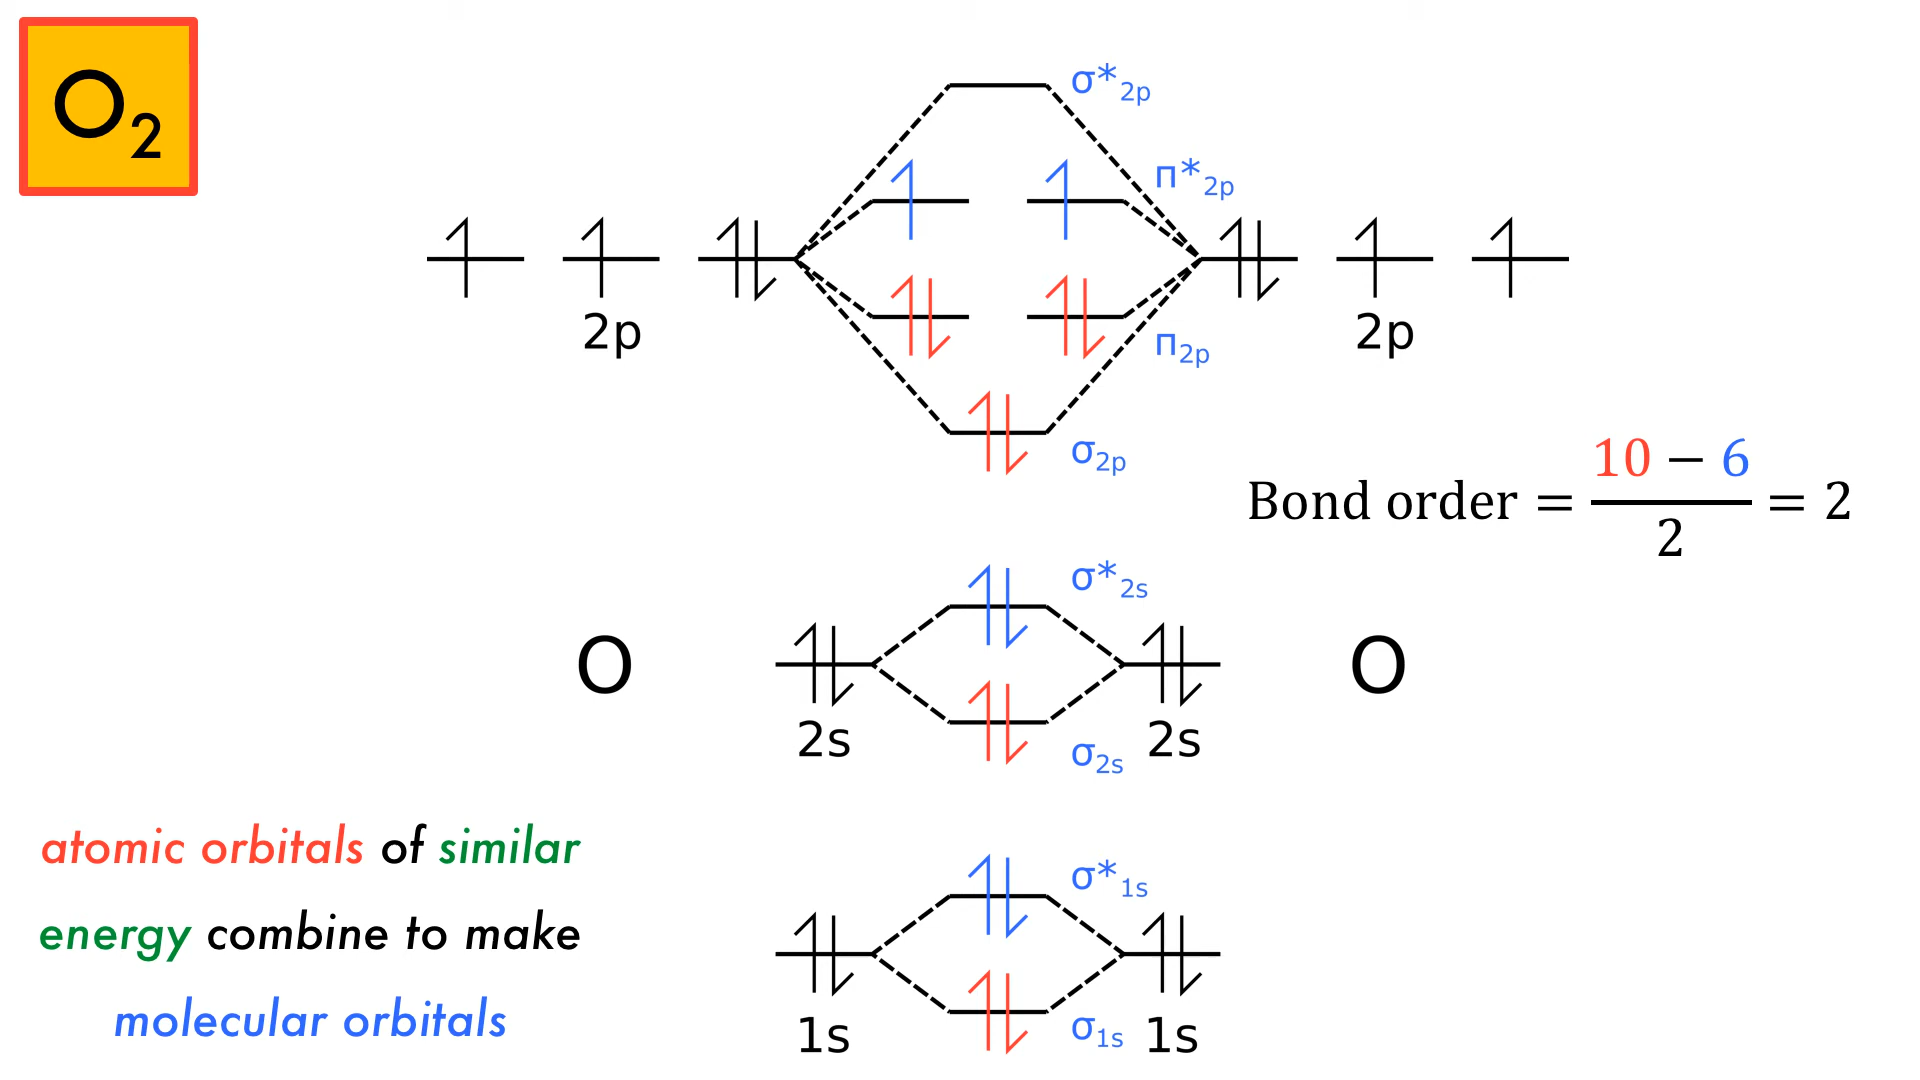 O₂
σ*₂p
π*₂p
2p
2p
π₂p
σ₂p
Bond order = (10 − 6)/2 = 2
σ*₂s
O
O
2s
2s
σ₂s
atomic orbitals of similar
energy combine to make
molecular orbitals
σ*₁s
1s
σ₁s
1s